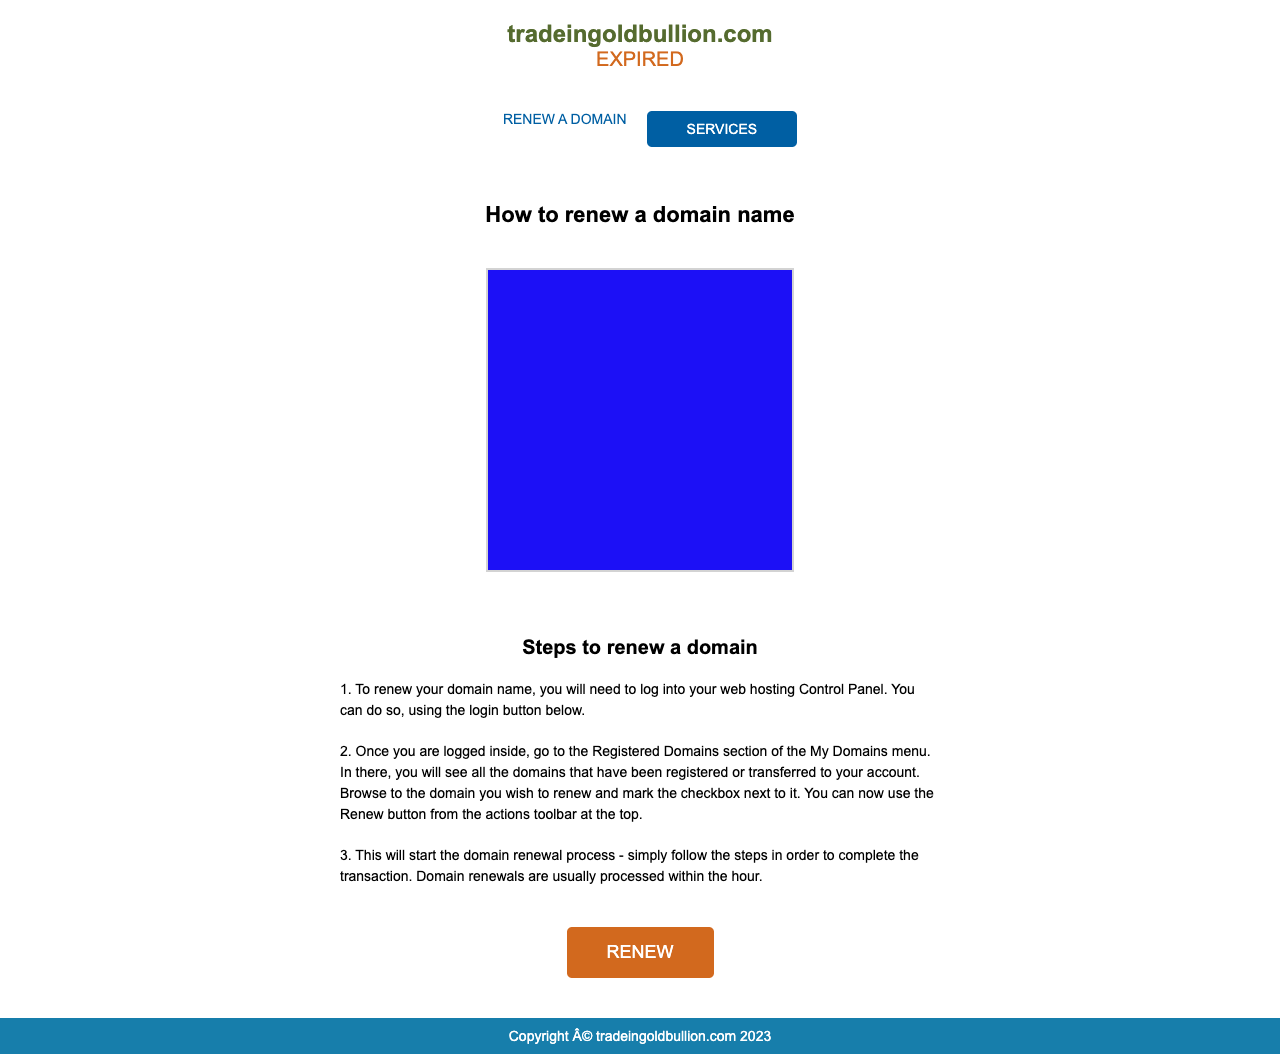 tradeingoldbullion.com
EXPIRED
RENEW A DOMAIN
SERVICES
How to renew a domain name
Steps to renew a domain
1. To renew your domain name, you will need to log into your web hosting Control Panel. You
can do so, using the login button below.
2. Once you are logged inside, go to the Registered Domains section of the My Domains menu.
In there, you will see all the domains that have been registered or transferred to your account.
Browse to the domain you wish to renew and mark the checkbox next to it. You can now use the
Renew button from the actions toolbar at the top.
3. This will start the domain renewal process - simply follow the steps in order to complete the
transaction. Domain renewals are usually processed within the hour.
RENEW
Copyright Â© tradeingoldbullion.com 2023